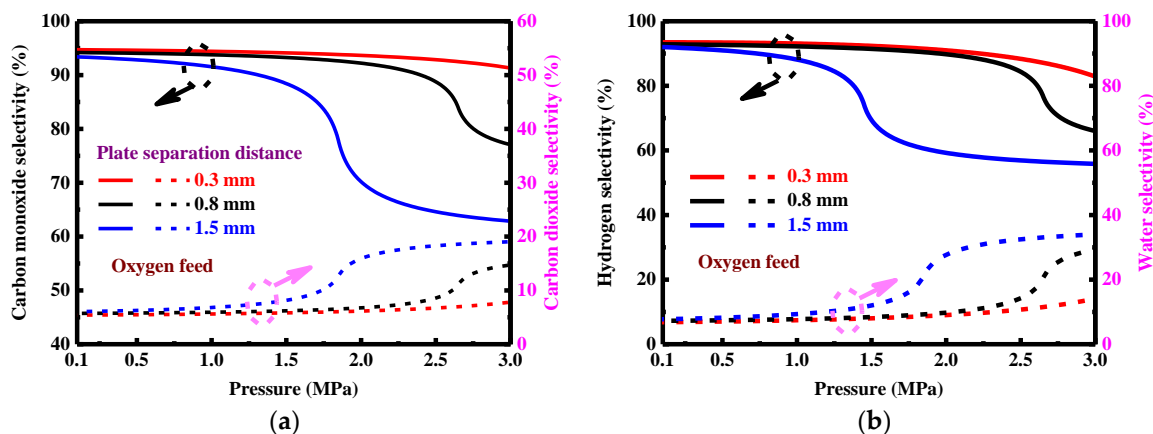 100
90
80
70
60
50
40
Carbon monoxide selectivity (%)
Plate separation distance
0.3 mm
0.8 mm
1.5 mm
Oxygen feed
60
50
40
30
20
10
0
Carbon dioxide selectivity (%)
0.1 0.5 1.0 1.5 2.0 2.5 3.0
Pressure (MPa)
(a)
100
80
60
40
20
0
Hydrogen selectivity (%)
0.3 mm
0.8 mm
1.5 mm
Oxygen feed
100
80
60
40
20
0
Water selectivity (%)
0.1 0.5 1.0 1.5 2.0 2.5 3.0
Pressure (MPa)
(b)